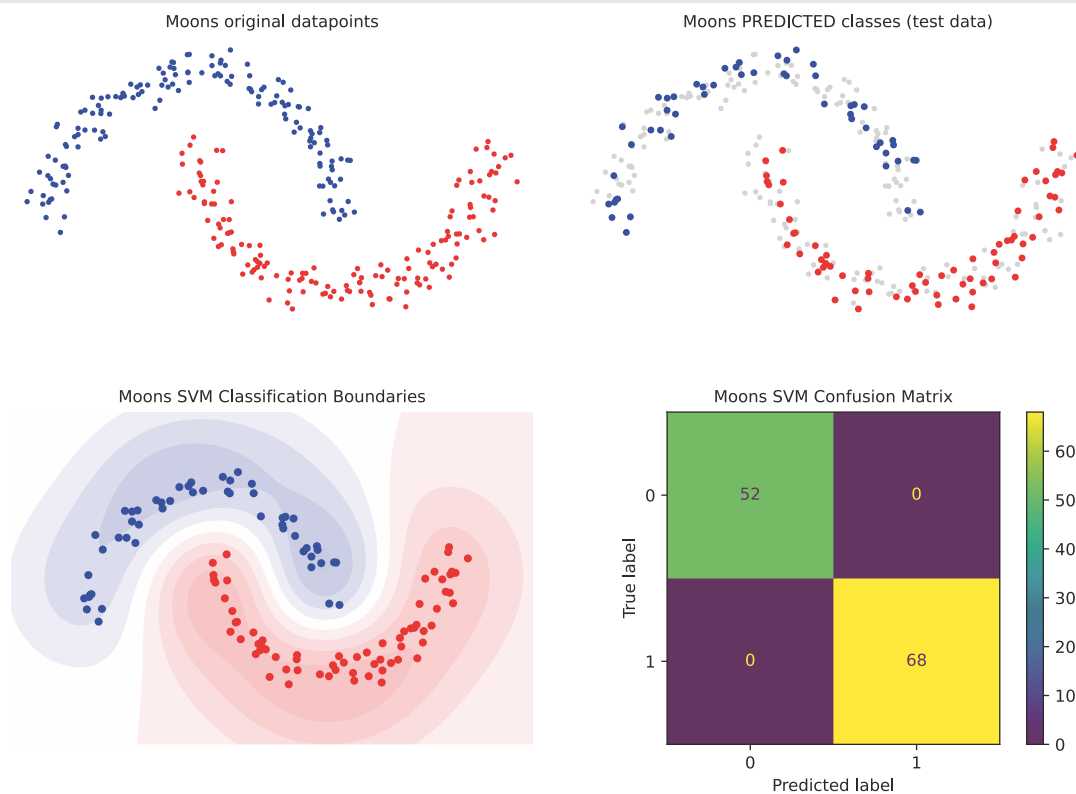 Moons original datapoints
Moons PREDICTED classes (test data)
Moons SVM Classification Boundaries
Moons SVM Confusion Matrix
True label
0
1
52
0
0
68
0
1
Predicted label
60
50
40
30
20
10
0